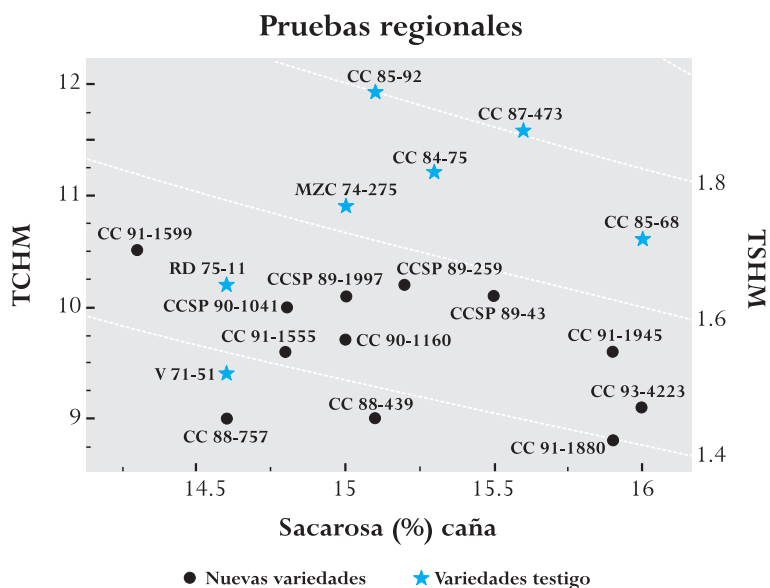 Pruebas regionales
12
11
10
9
TCHM
CC 85-92
CC 87-473
CC 84-75
MZC 74-275
CC 91-1599
CC 85-68
RD 75-11
CCSP 89-1997
CCSP 89-259
CCSP 90-1041
CCSP 89-43
CC 91-1555
CC 90-1160
CC 91-1945
V 71-51
CC 93-4223
CC 88-439
CC 88-757
CC 91-1880
1.8
1.6
1.4
TSHM
14.5 15 15.5 16
Sacarosa (%) caña
Nuevas variedades Variedades testigo